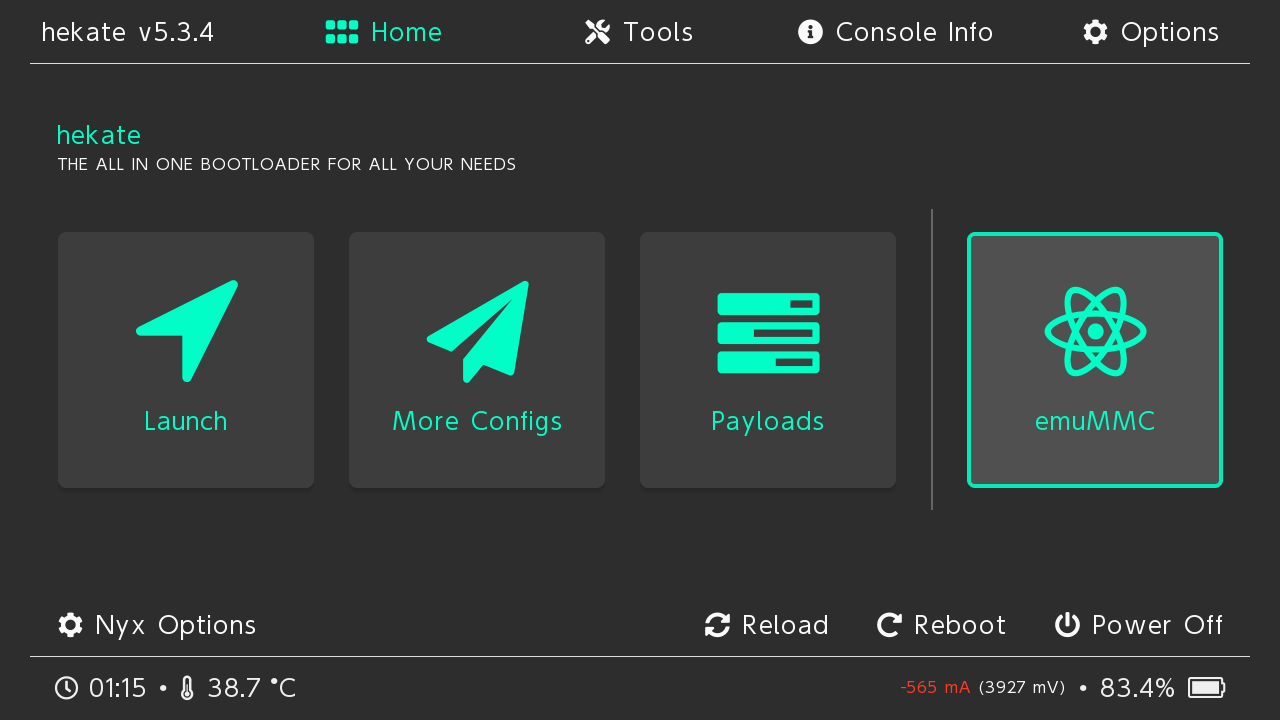 hekate v5.3.4 Home Tools Console Info Options
hekate
THE ALL IN ONE BOOTLOADER FOR ALL YOUR NEEDS
Launch More Configs Payloads emuMMC
Nyx Options Reload Reboot Power Off
01:15 • 38.7 °C -565 mA (3927 mV) • 83.4%